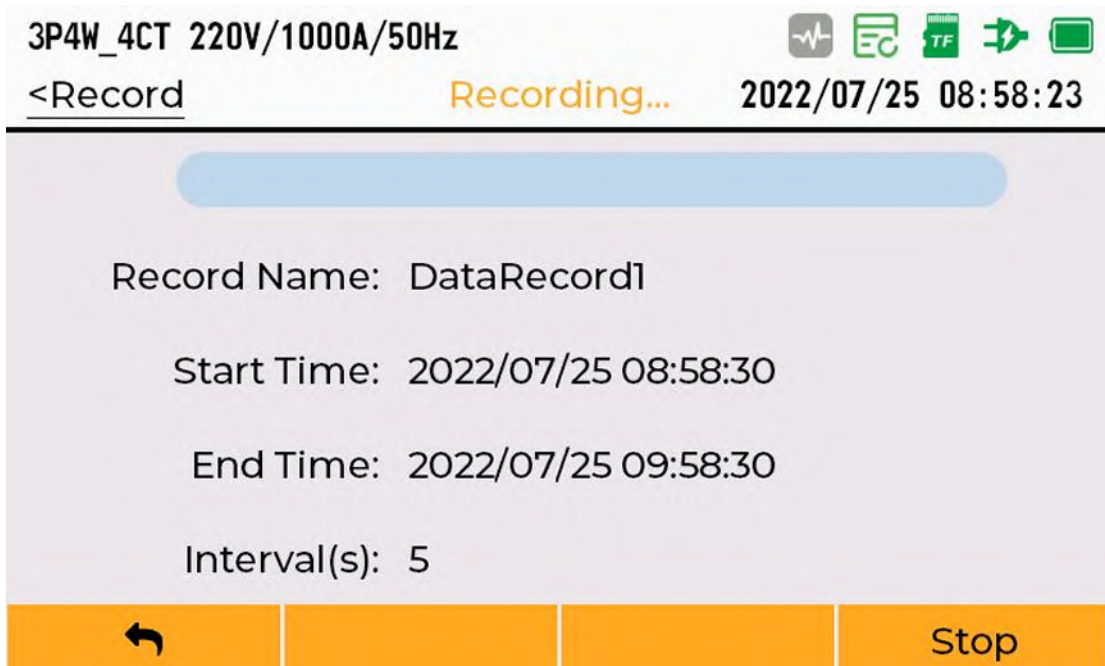 3P4W_4CT 220V/1000A/50Hz
TF
<Record
Recording...
2022/07/25 08:58:23
Record Name: DataRecord1
Start Time: 2022/07/25 08:58:30
End Time: 2022/07/25 09:58:30
Interval(s): 5
Stop